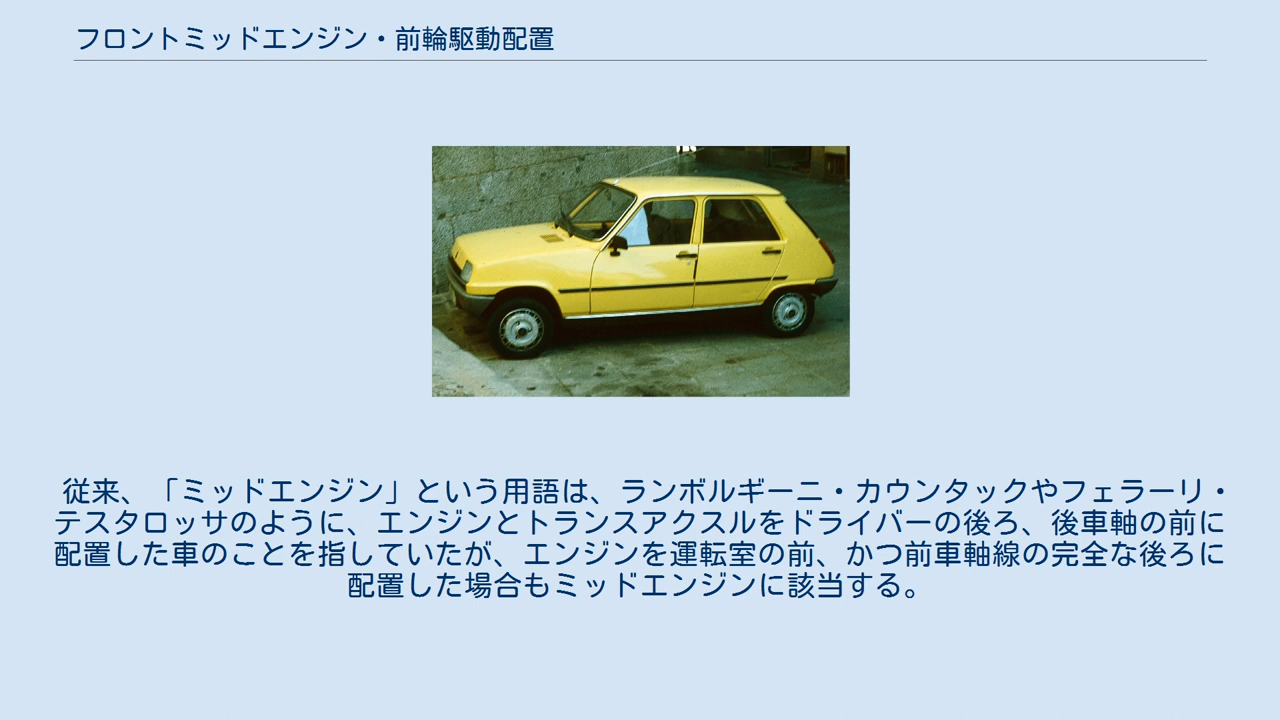 フロントミッドエンジン・前輪駆動配置
従来、「ミッドエンジン」という用語は、ランボルギーニ・カウンタックやフェラーリ・
テスタロッサのように、エンジンとトランスアクスルをドライバーの後ろ、後車軸の前に
配置した車のことを指していたが、エンジンを運転室の前、かつ前車軸線の完全な後ろに
配置した場合もミッドエンジンに該当する。